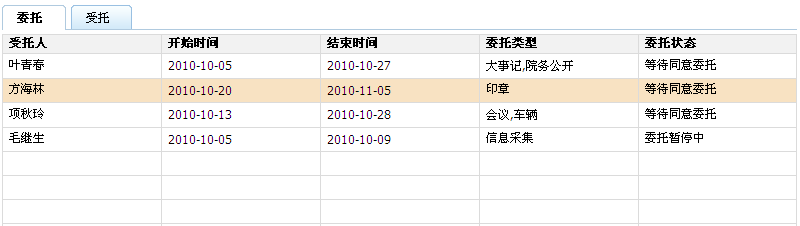 委托 受托
受托人 开始时间 结束时间 委托类型 委托状态
叶青春 2010-10-05 2010-10-27 大事记,院务公开 等待同意委托
方海林 2010-10-20 2010-11-05 印章 等待同意委托
项秋玲 2010-10-13 2010-10-28 会议,车辆 等待同意委托
毛继生 2010-10-05 2010-10-09 信息采集 委托暂停中